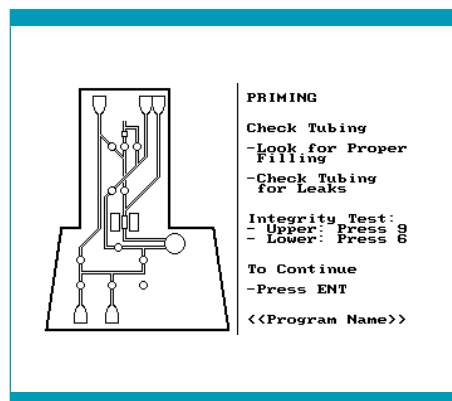 PRIMING
Check Tubing
-Look for Proper
Filling
-Check Tubing
for Leaks
Integrity Test:
- Upper: Press 9
- Lower: Press 6
To Continue
-Press ENT
<<Program Name>>